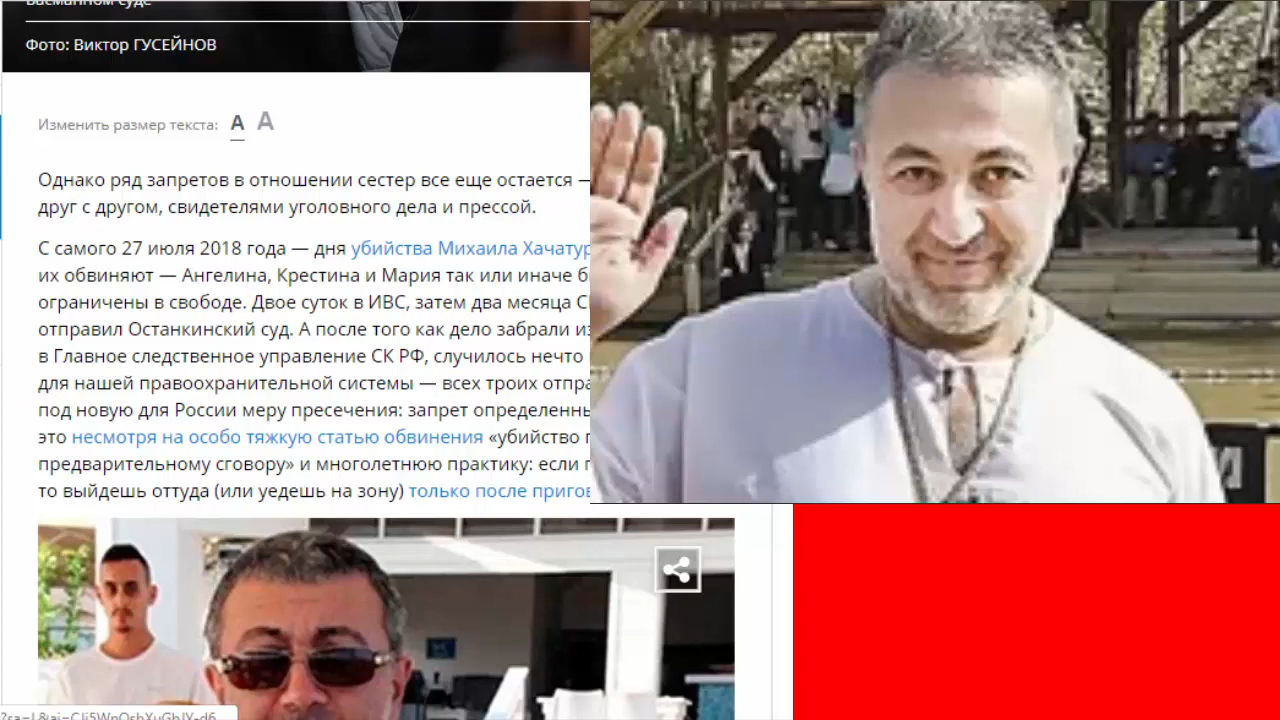 Басманном суде
Фото: Виктор ГУСЕЙНОВ
Изменить размер текста: A A
Однако ряд запретов в отношении сестер все еще остается —
друг с другом, свидетелями уголовного дела и прессой.
С самого 27 июля 2018 года — дня убийства Михаила Хачатур
их обвиняют — Ангелина, Крестина и Мария так или иначе б
ограничены в свободе. Двое суток в ИВС, затем два месяца С
отправил Останкинский суд. А после того как дело забрали из
в Главное следственное управление СК РФ, случилось нечто
для нашей правоохранительной системы — всех троих отпра
под новую для России меру пресечения: запрет определенны
это несмотря на особо тяжкую статью обвинения «убийство п
предварительному сговору» и многолетнюю практику: если п
то выйдешь оттуда (или уедешь на зону) только после пригов